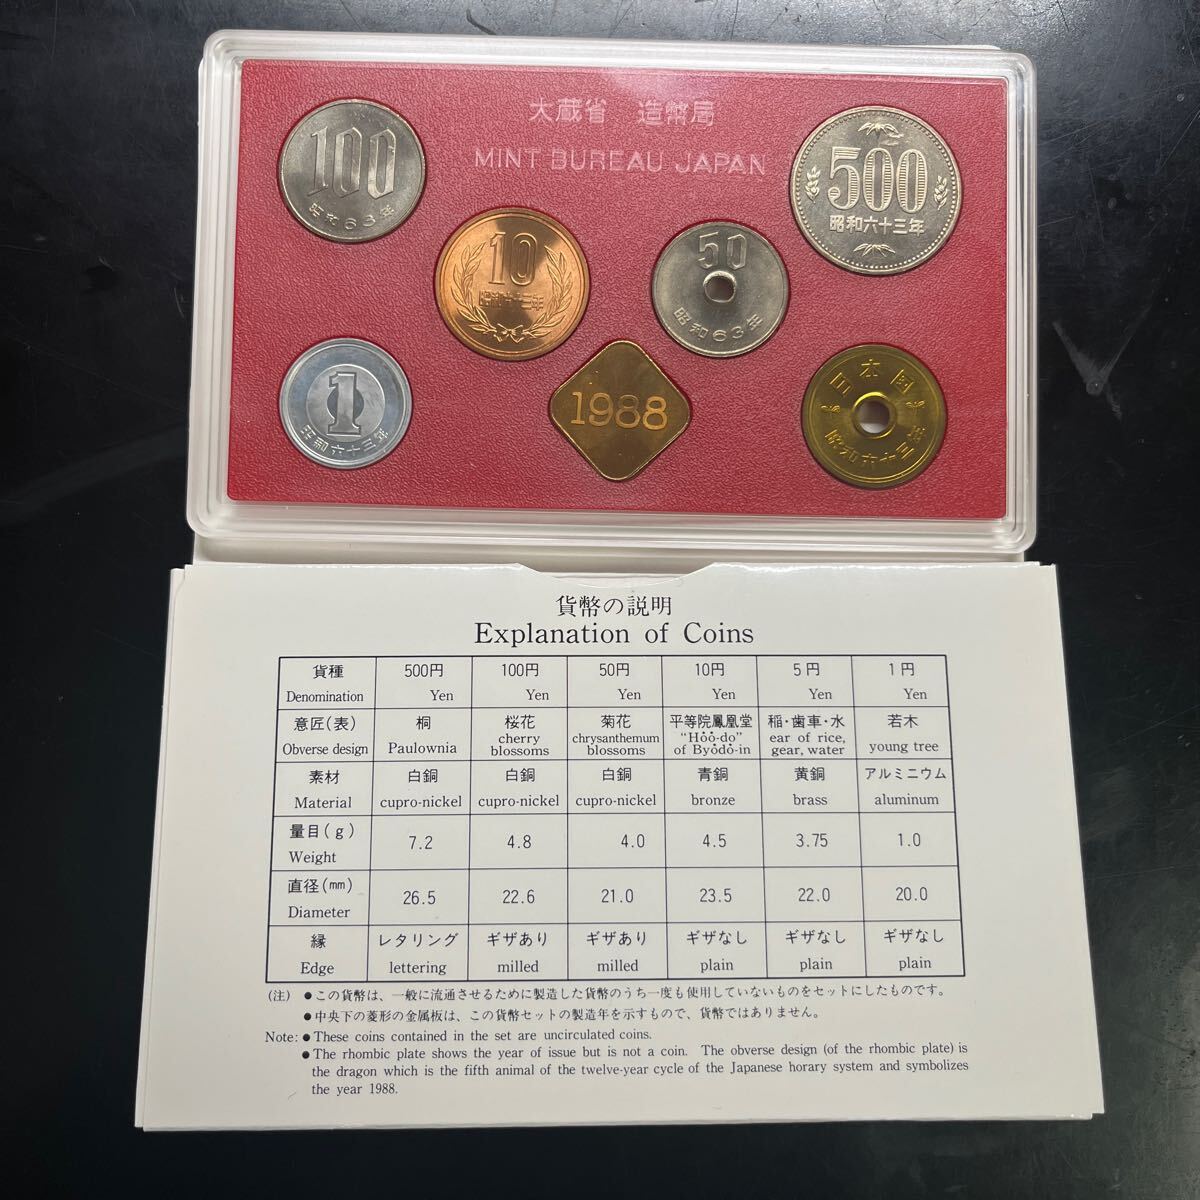 大蔵省 造幣局
MINT BUREAU JAPAN
100
昭和63年
500
昭和六十三年
10
昭和六十三年
50
昭和63年
1
昭和六十三年
1988
日本国
昭和六十三年
貨幣の説明
Explanation of Coins
貨種 500円 100円 50円 10円 5円 1円
Denomination Yen Yen Yen Yen Yen Yen
意匠(表) 桐 桜花 菊花 平等院鳳凰堂 稲・歯車・水 若木
Obverse design Paulownia cherry blossoms chrysanthemum blossoms "Hȯȯ-do" of Byȯdȯ-in ear of rice, gear, water young tree
素材 白銅 白銅 白銅 青銅 黄銅 アルミニウム
Material cupro-nickel cupro-nickel cupro-nickel bronze brass aluminum
量目(g)
Weight 7.2 4.8 4.0 4.5 3.75 1.0
直径(mm)
Diameter 26.5 22.6 21.0 23.5 22.0 20.0
縁 レタリング ギザあり ギザあり ギザなし ギザなし ギザなし
Edge lettering milled milled plain plain plain
(注) ●この貨幣は、一般に流通させるために製造した貨幣のうち一度も使用していないものをセットにしたものです。
●中央下の菱形の金属板は、この貨幣セットの製造年を示すもので、貨幣ではありません。
Note: ● These coins contained in the set are uncirculated coins.
● The rhombic plate shows the year of issue but is not a coin. The obverse design (of the rhombic plate) is
the dragon which is the fifth animal of the twelve-year cycle of the Japanese horary system and symbolizes
the year 1988.